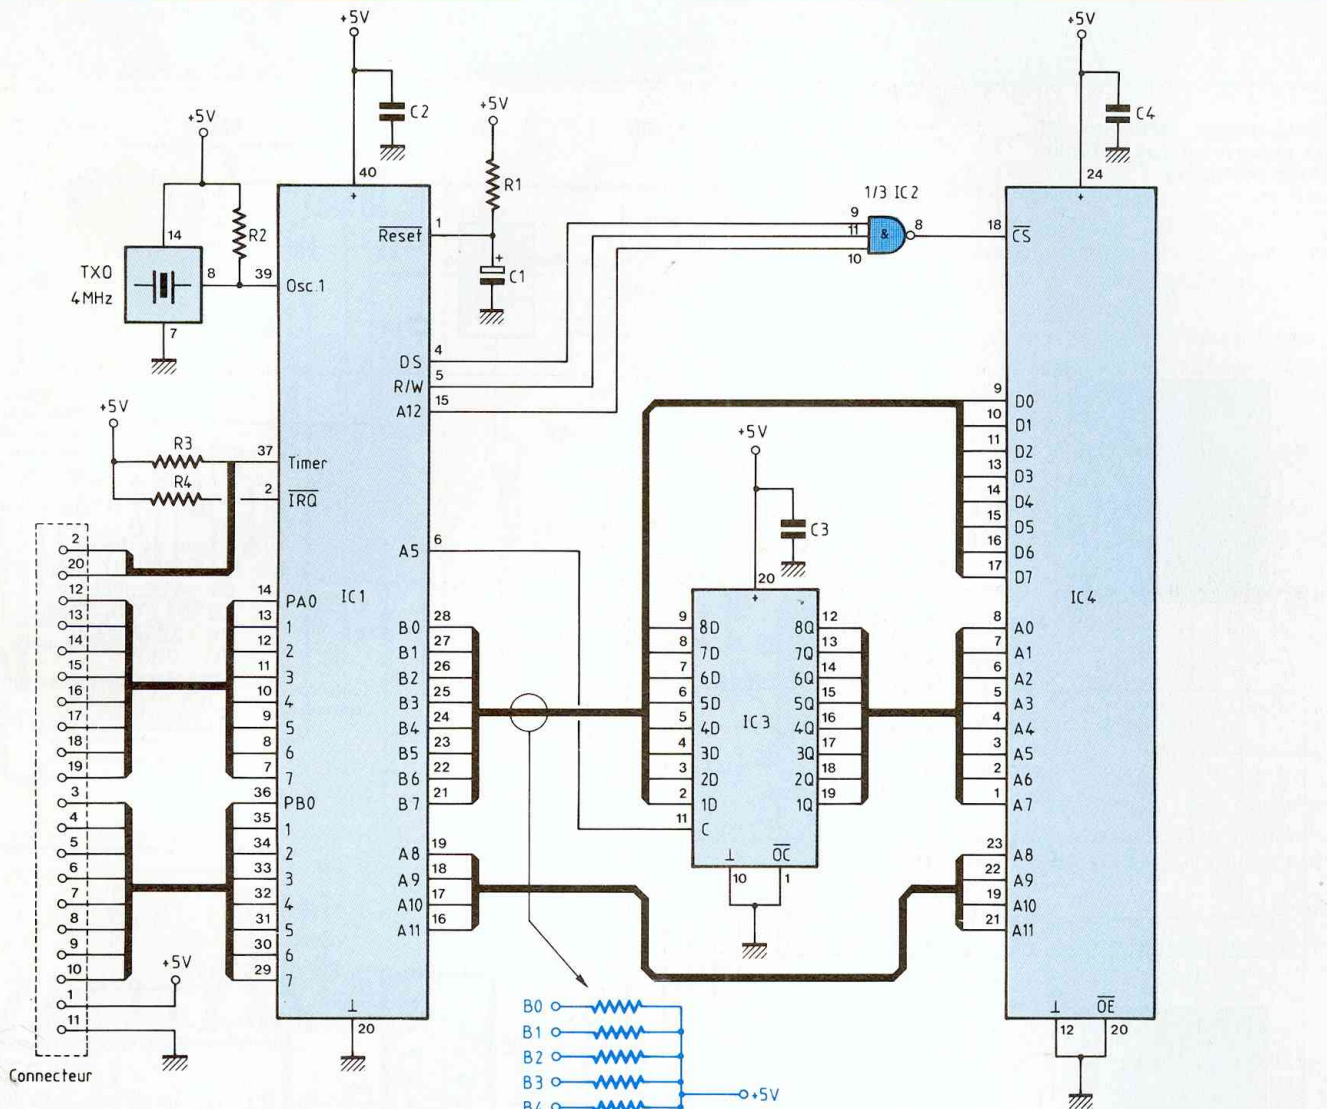 +5V
+5V
C2
C4
+5V
+5V
40
24
+
+
R1
1/3 IC2
14
R2
TXO
4MHz
8
39
Osc.1
7
Reset
1
+
C1
9
11
10
&
8
18
CS
DS
4
R/W
5
A12
15
+5V
R3
37
Timer
R4
2
IRQ
A5
6
IC1
+5V
C3
20
+
9
D0
10
D1
11
D2
13
D3
14
D4
15
D5
16
D6
17
D7
IC4
2
20
12
13
14
15
16
17
18
19
3
4
5
6
7
8
9
10
1
11
+5V
Connecteur
14
PA0
13
1
12
2
11
3
10
4
9
5
8
6
7
7
36
PB0
35
1
34
2
33
3
32
4
31
5
30
6
29
7
⊥
20
B0
28
B1
27
B2
26
B3
25
B4
24
B5
23
B6
22
B7
21
A8
19
A9
18
A10
17
A11
16
9
8D
8Q
12
8
7D
7Q
13
7
6D
6Q
14
6
5D
5Q
15
5
4D
4Q
16
4
3D
3Q
17
3
2D
2Q
18
2
1D
1Q
19
11
C
IC3
⊥
OC
10
1
8
A0
7
A1
6
A2
5
A3
4
A4
3
A5
2
A6
1
A7
23
A8
22
A9
19
A10
21
A11
⊥
OE
12
20
B0
B1
B2
B3
B4
+5V